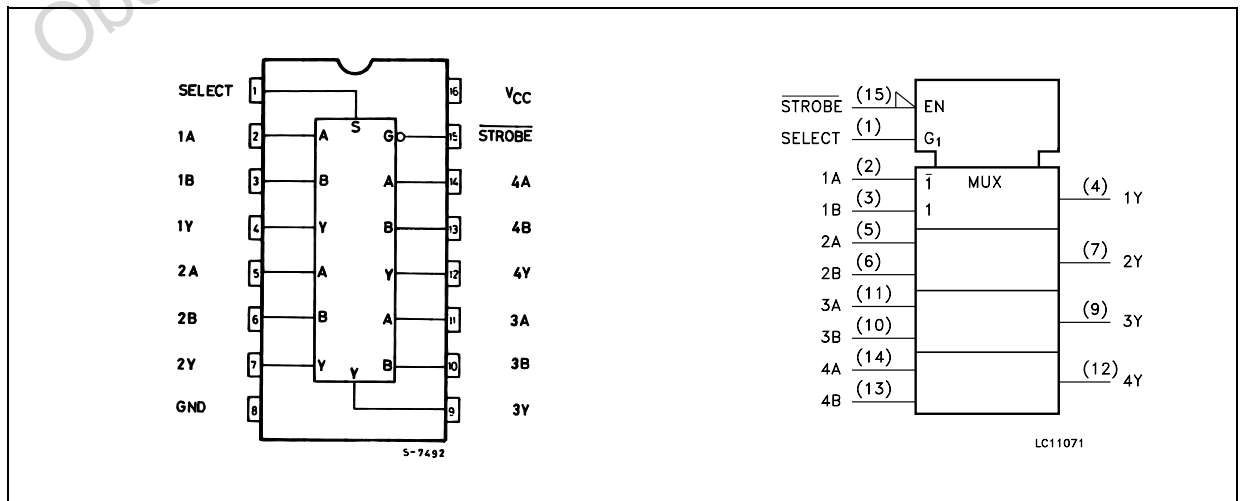 Obs
SELECT 1 16 VCC
S
1A 2 A G 15 STROBE
1B 3 B A 14 4A
1Y 4 Y B 13 4B
2A 5 A Y 12 4Y
2B 6 B A 11 3A
2Y 7 Y Y B 10 3B
GND 8 9 3Y
S-7492
STROBE (15) EN
SELECT (1) G1
MUX
1A (2) 1̅
1B (3) 1
(4) 1Y
2A (5)
2B (6)
(7) 2Y
3A (11)
3B (10)
(9) 3Y
4A (14)
4B (13)
(12) 4Y
LC11071